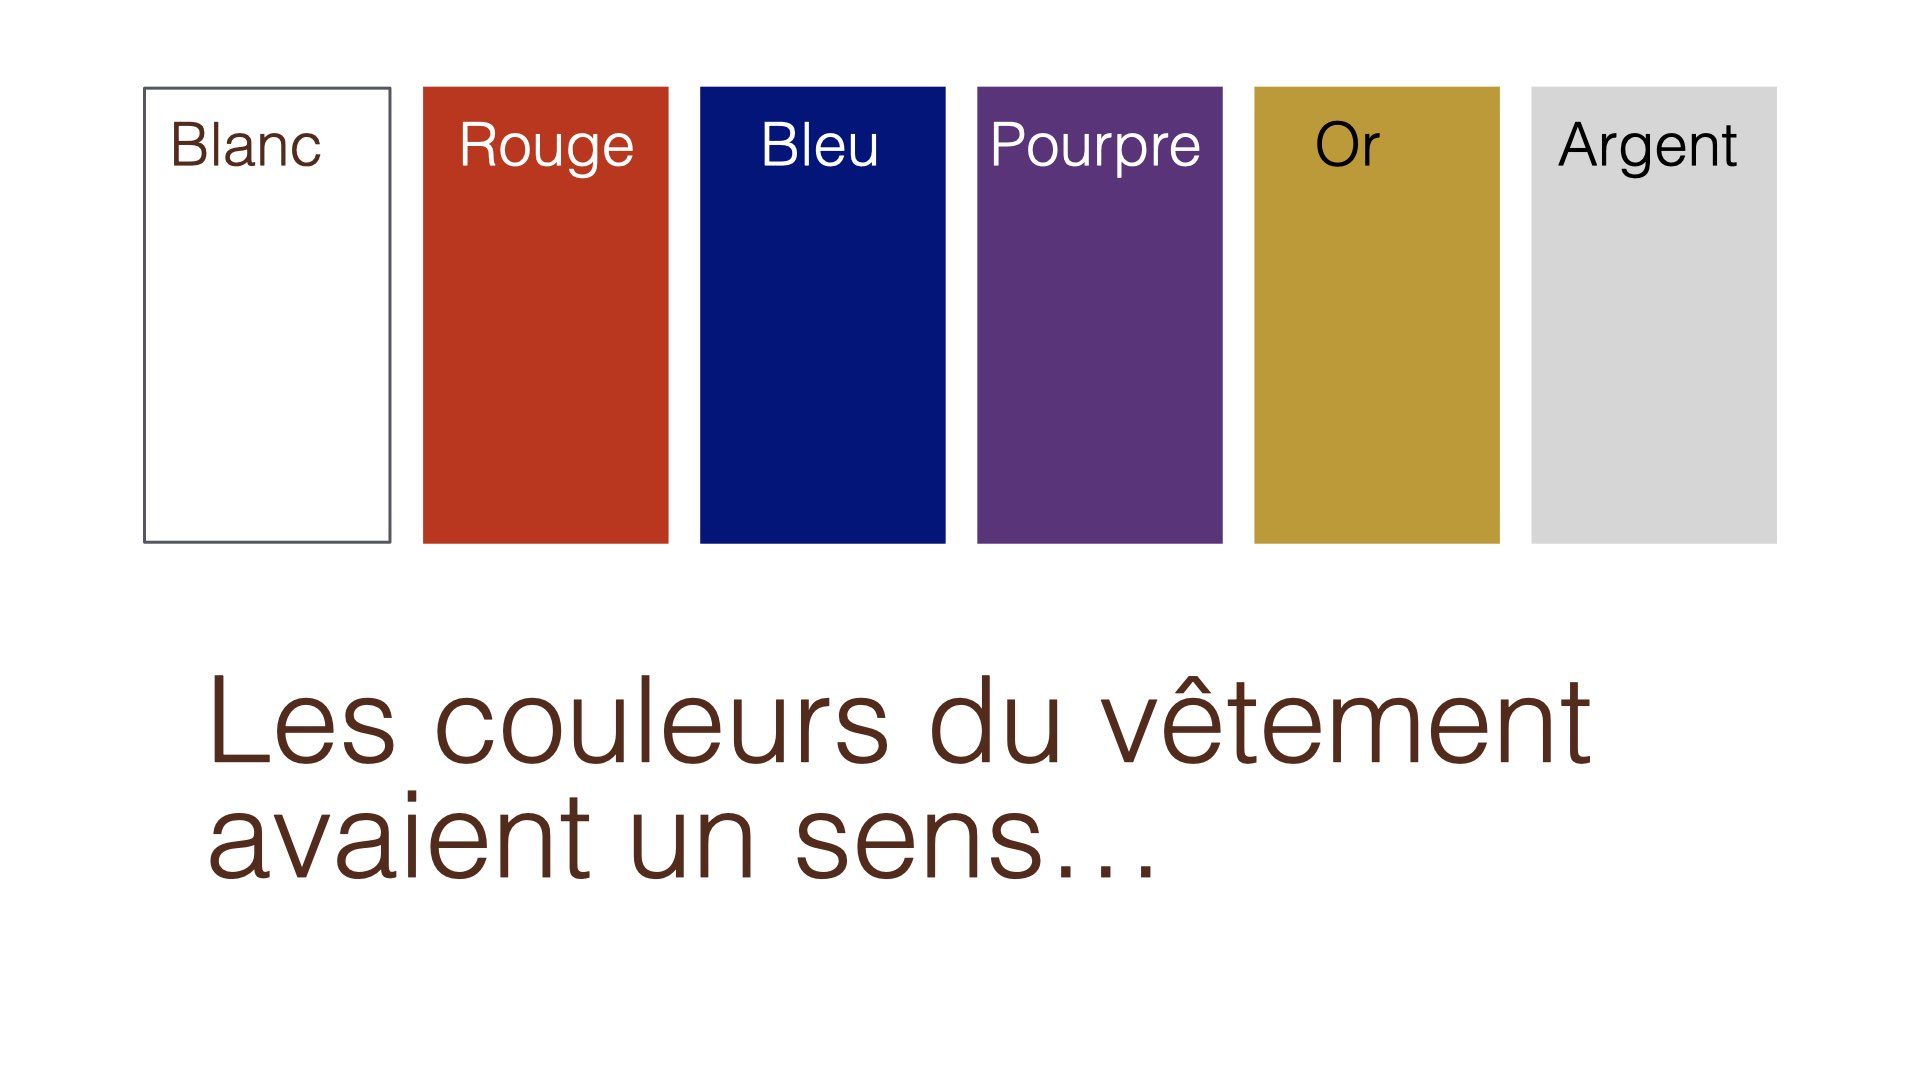 Blanc Rouge Bleu Pourpre Or Argent
Les couleurs du vêtement
avaient un sens…